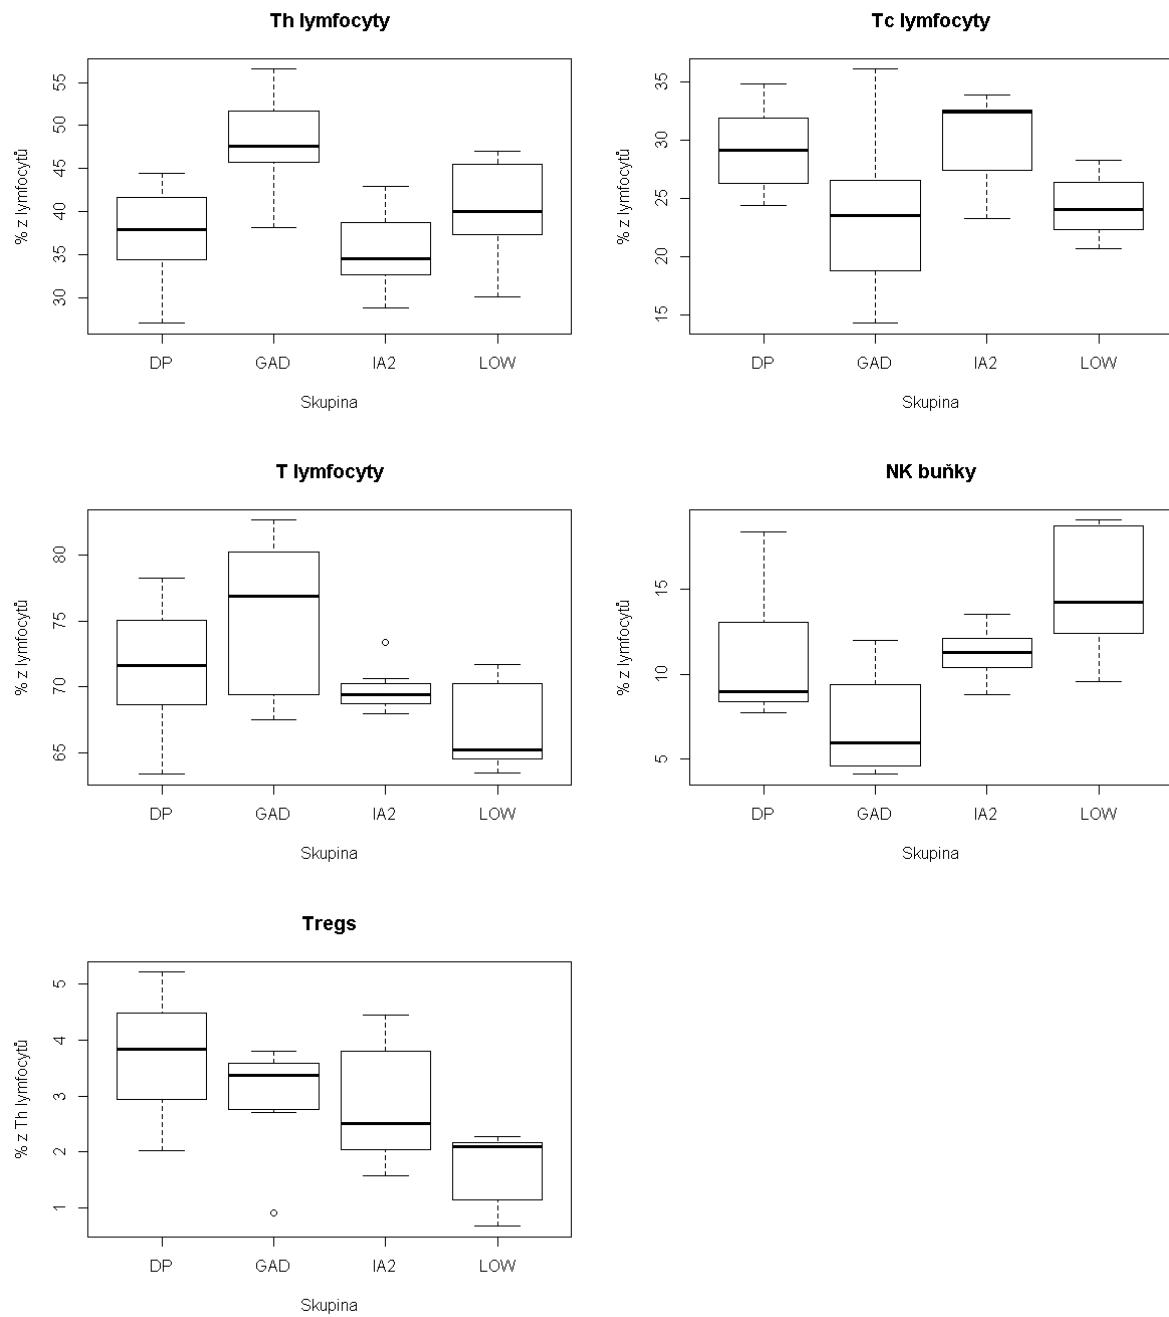 Th lymfocyty
% z lymfocytů
55
50
45
40
35
30
DP GAD IA2 LOW
Skupina
Tc lymfocyty
% z lymfocytů
35
30
25
20
15
DP GAD IA2 LOW
Skupina
T lymfocyty
% z lymfocytů
80
75
70
65
DP GAD IA2 LOW
Skupina
NK buňky
% z lymfocytů
15
10
5
DP GAD IA2 LOW
Skupina
Tregs
% z Th lymfocytů
5
4
3
2
1
DP GAD IA2 LOW
Skupina